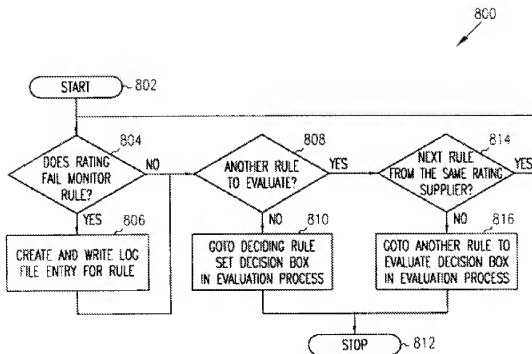 800
START
802
DOES RATING
FAIL MONITOR
RULE?
804
NO
YES
806
CREATE AND WRITE LOG
FILE ENTRY FOR RULE
808
ANOTHER RULE
TO EVALUATE?
YES
NO
810
GOTO DECIDING RULE
SET DECISION BOX
IN EVALUATION PROCESS
814
NEXT RULE
FROM THE SAME RATING
SUPPLIER?
YES
NO
816
GOTO ANOTHER RULE TO
EVALUATE DECISION BOX
IN EVALUATION PROCESS
STOP
812